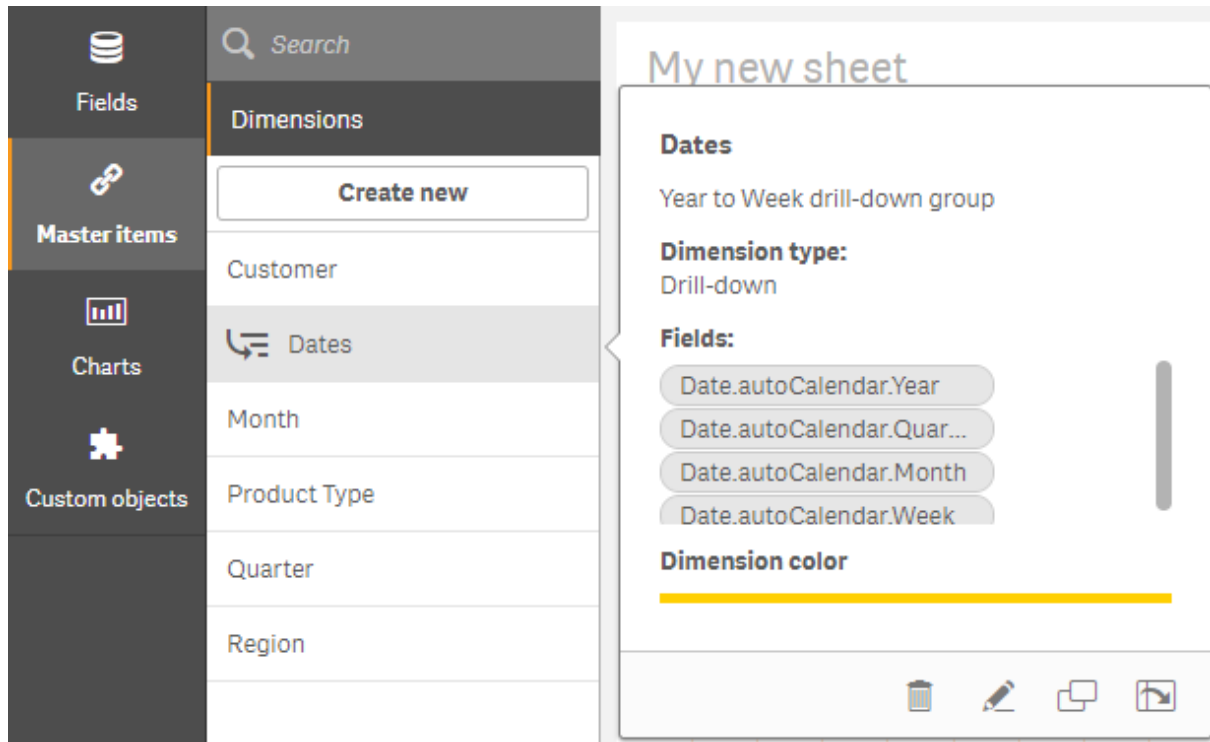 Fields
Master items
Charts
Custom objects
Search
Dimensions
Create new
Customer
Dates
Month
Product Type
Quarter
Region
My new sheet
Dates
Year to Week drill-down group
Dimension type:
Drill-down
Fields:
Date.autoCalendar.Year
Date.autoCalendar.Quar...
Date.autoCalendar.Month
Date.autoCalendar.Week
Dimension color